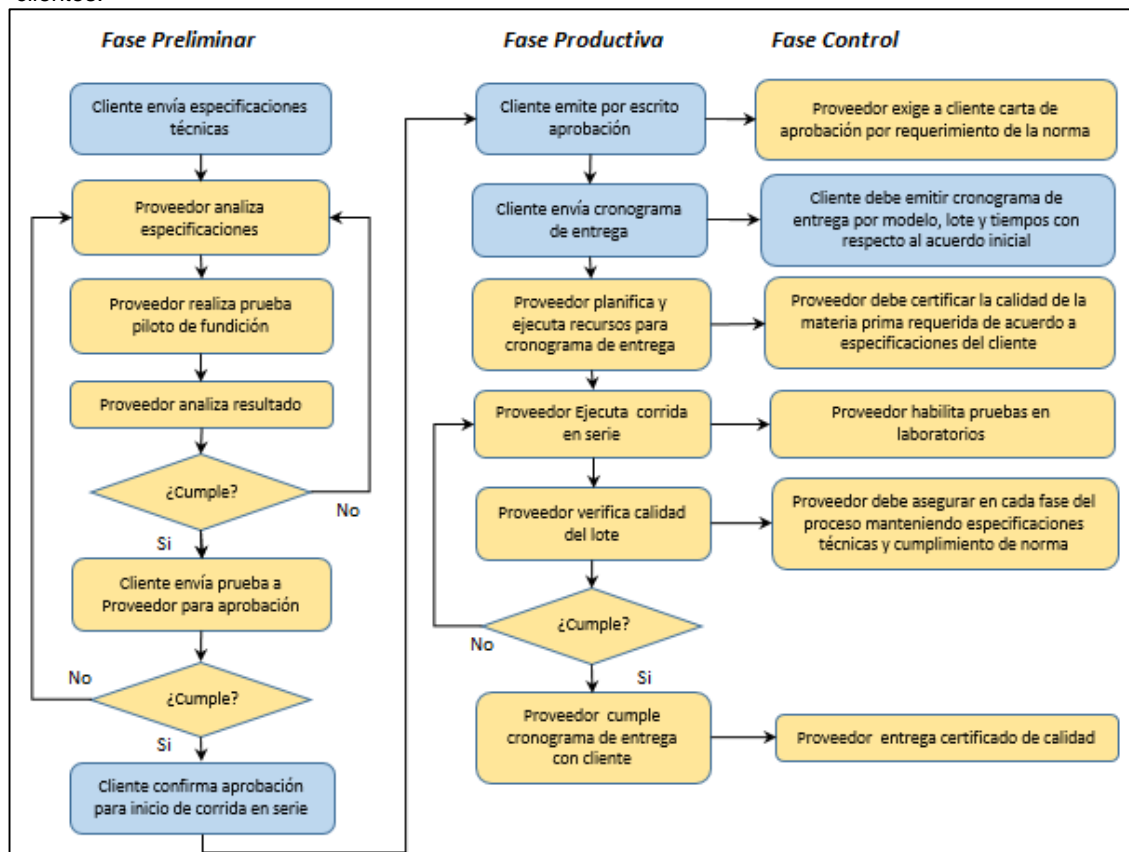 Fase Preliminar
Cliente envía especificaciones
técnicas
Proveedor analiza
especificaciones
Proveedor realiza prueba
piloto de fundición
Proveedor analiza resultado
¿Cumple?
No
Si
Cliente envía prueba a
Proveedor para aprobación
¿Cumple?
No
Si
Cliente confirma aprobación
para inicio de corrida en serie
Fase Productiva
Cliente emite por escrito
aprobación
Cliente envía cronograma
de entrega
Proveedor planifica y
ejecuta recursos para
cronograma de entrega
Proveedor Ejecuta corrida
en serie
Proveedor verifica calidad
del lote
¿Cumple?
No
Si
Proveedor cumple
cronograma de entrega
con cliente
Fase Control
Proveedor exige a cliente carta de
aprobación por requerimiento de la norma
Cliente debe emitir cronograma de
entrega por modelo, lote y tiempos con
respecto al acuerdo inicial
Proveedor debe certificar la calidad de la
materia prima requerida de acuerdo a
especificaciones del cliente
Proveedor habilita pruebas en
laboratorios
Proveedor debe asegurar en cada fase del
proceso manteniendo especificaciones
técnicas y cumplimiento de norma
Proveedor entrega certificado de calidad